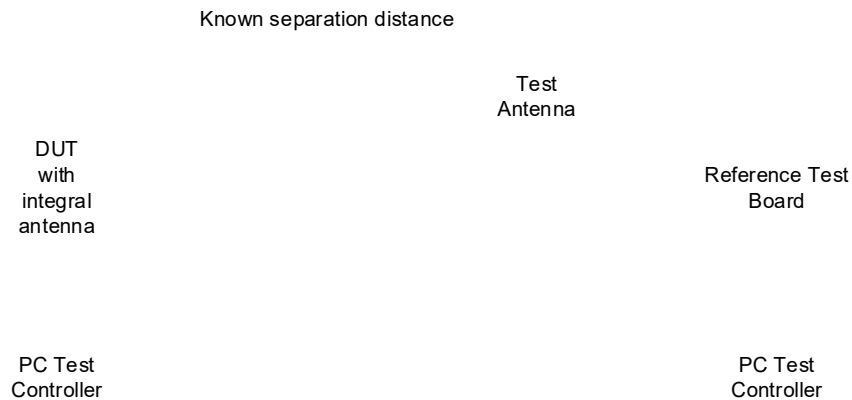 Known separation distance
Test
Antenna
DUT
with
integral
antenna
Reference Test
Board
PC Test
Controller
PC Test
Controller